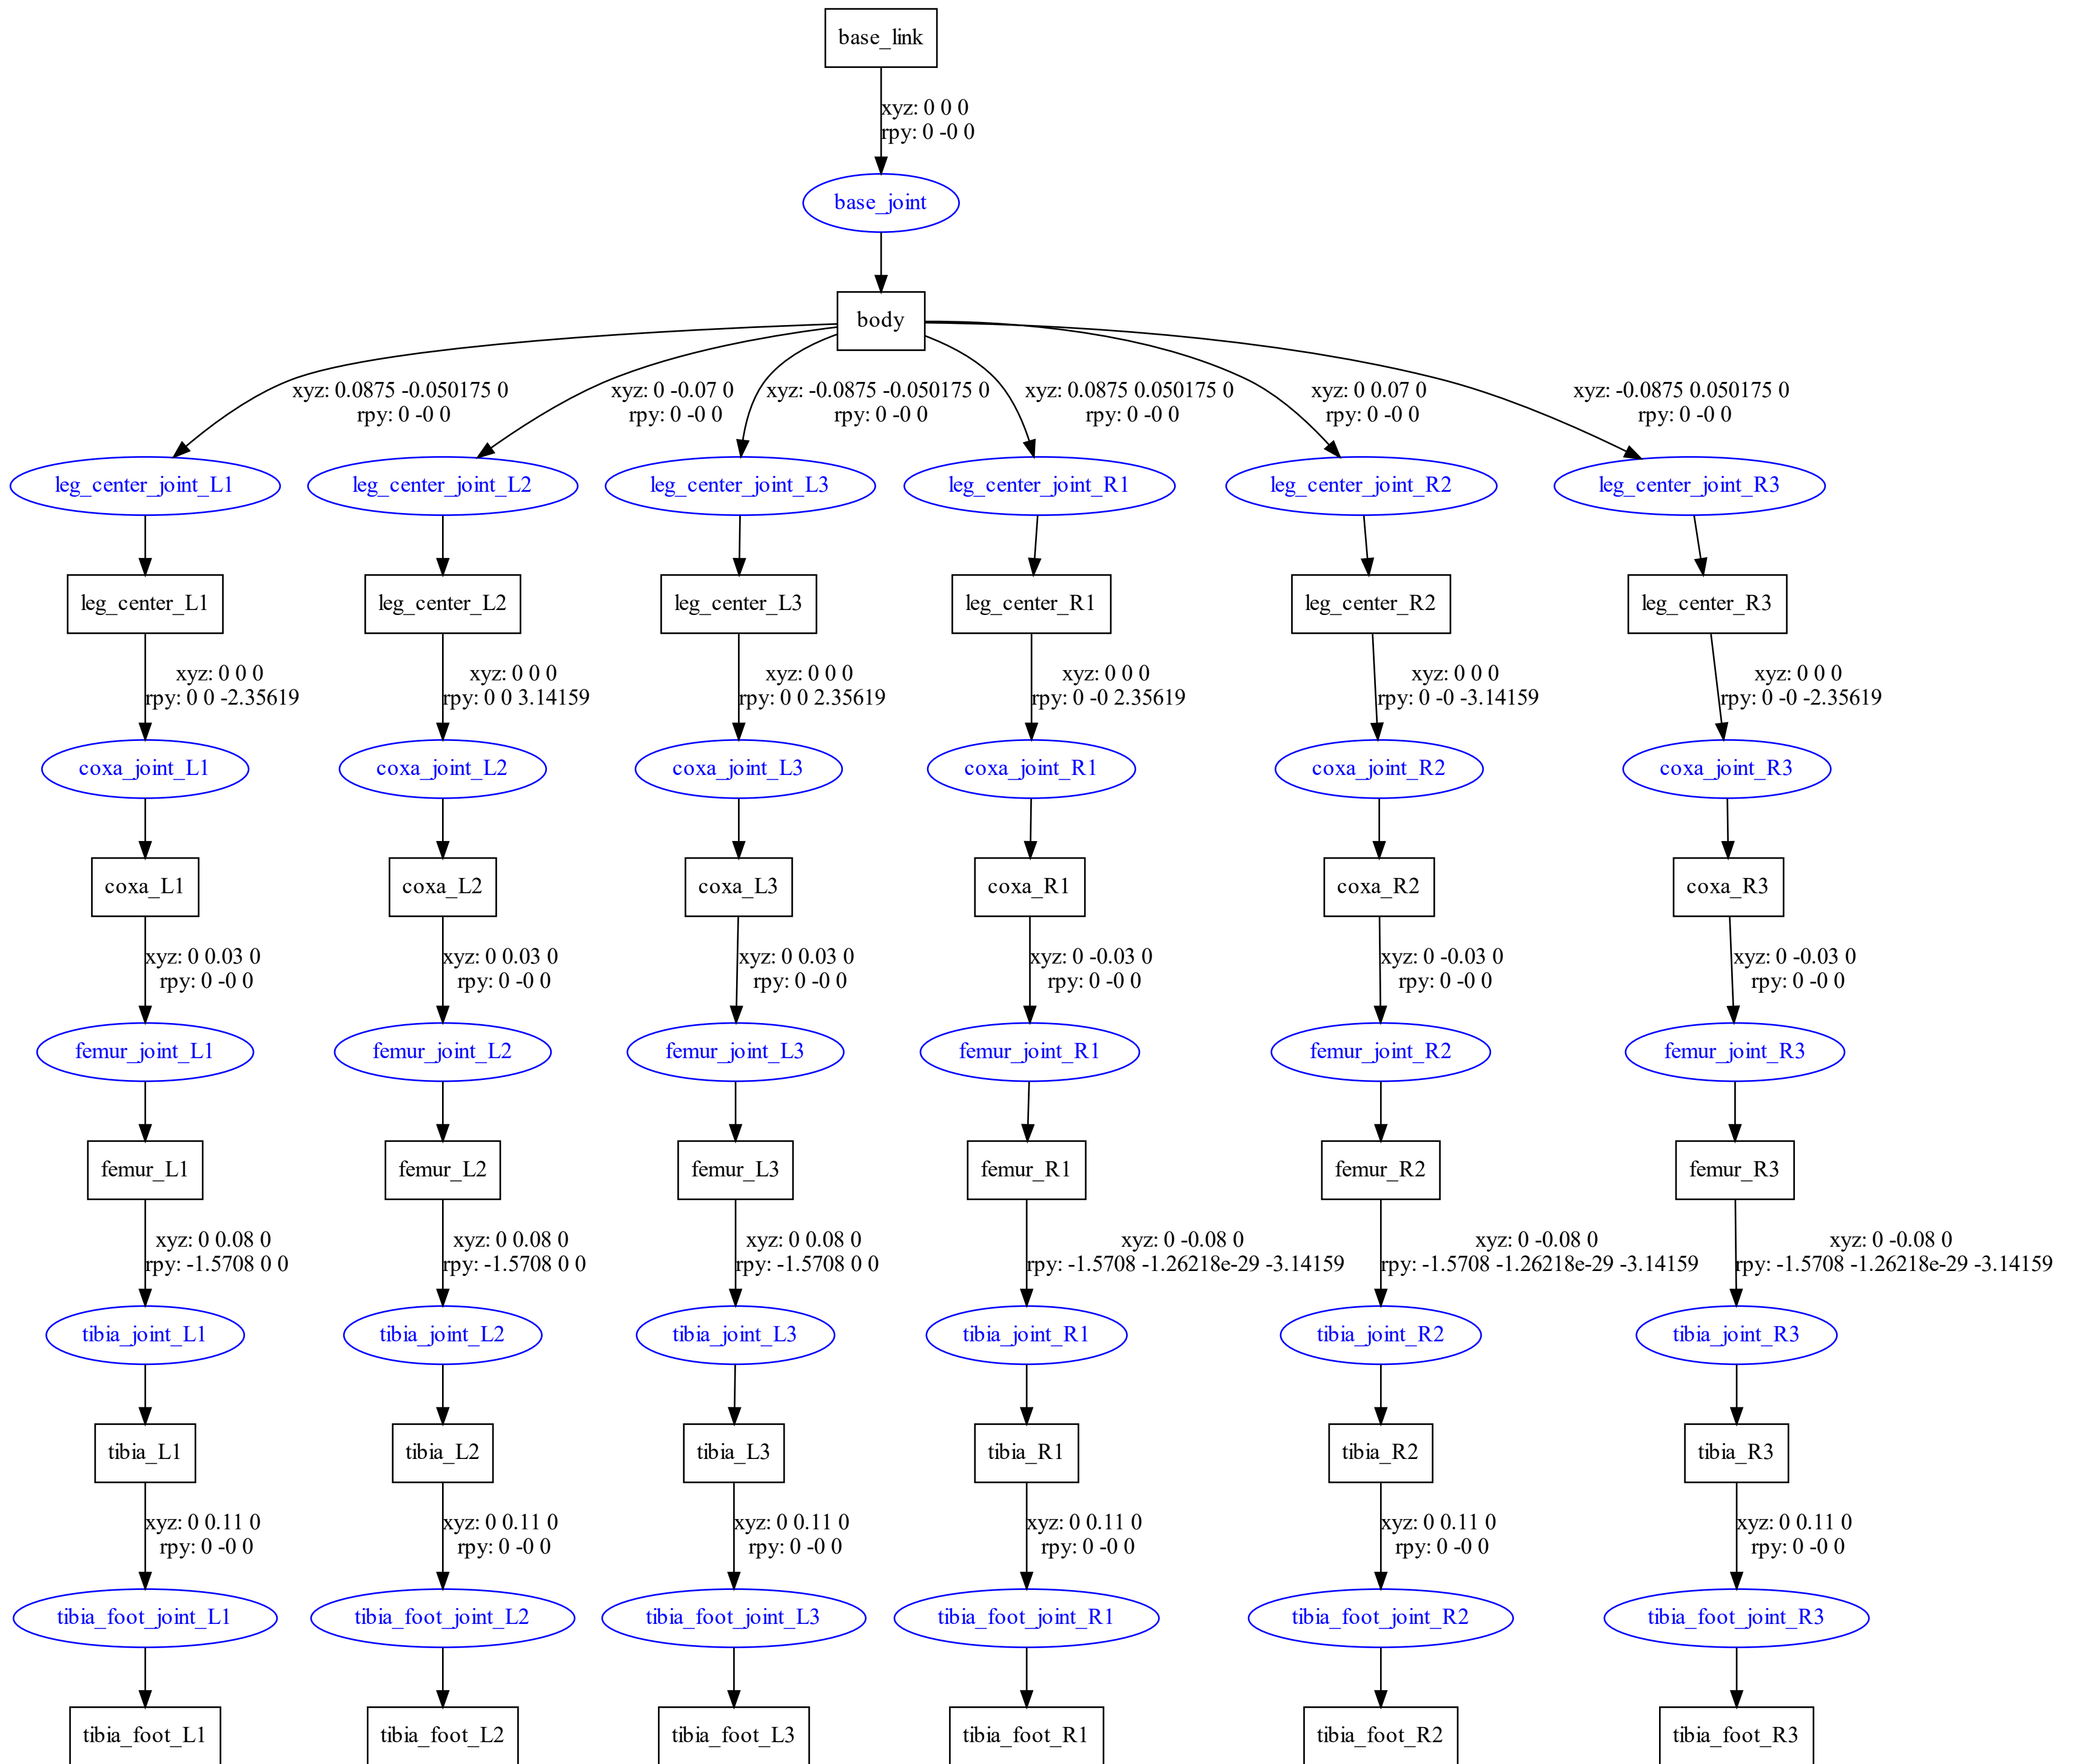 base_link
xyz: 0 0 0
rpy: 0 -0 0
base_joint
body
xyz: 0.0875 -0.050175 0
rpy: 0 -0 0
xyz: 0 -0.07 0
rpy: 0 -0 0
xyz: -0.0875 -0.050175 0
rpy: 0 -0 0
xyz: 0.0875 0.050175 0
rpy: 0 -0 0
xyz: 0 0.07 0
rpy: 0 -0 0
xyz: -0.0875 0.050175 0
rpy: 0 -0 0
leg_center_joint_L1
leg_center_joint_L2
leg_center_joint_L3
leg_center_joint_R1
leg_center_joint_R2
leg_center_joint_R3
leg_center_L1
leg_center_L2
leg_center_L3
leg_center_R1
leg_center_R2
leg_center_R3
xyz: 0 0 0
rpy: 0 0 -2.35619
xyz: 0 0 0
rpy: 0 0 3.14159
xyz: 0 0 0
rpy: 0 0 2.35619
xyz: 0 0 0
rpy: 0 -0 2.35619
xyz: 0 0 0
rpy: 0 -0 -3.14159
xyz: 0 0 0
rpy: 0 -0 -2.35619
coxa_joint_L1
coxa_joint_L2
coxa_joint_L3
coxa_joint_R1
coxa_joint_R2
coxa_joint_R3
coxa_L1
coxa_L2
coxa_L3
coxa_R1
coxa_R2
coxa_R3
xyz: 0 0.03 0
rpy: 0 -0 0
xyz: 0 0.03 0
rpy: 0 -0 0
xyz: 0 0.03 0
rpy: 0 -0 0
xyz: 0 -0.03 0
rpy: 0 -0 0
xyz: 0 -0.03 0
rpy: 0 -0 0
xyz: 0 -0.03 0
rpy: 0 -0 0
femur_joint_L1
femur_joint_L2
femur_joint_L3
femur_joint_R1
femur_joint_R2
femur_joint_R3
femur_L1
femur_L2
femur_L3
femur_R1
femur_R2
femur_R3
xyz: 0 0.08 0
rpy: -1.5708 0 0
xyz: 0 0.08 0
rpy: -1.5708 0 0
xyz: 0 0.08 0
rpy: -1.5708 0 0
xyz: 0 -0.08 0
rpy: -1.5708 -1.26218e-29 -3.14159
xyz: 0 -0.08 0
rpy: -1.5708 -1.26218e-29 -3.14159
xyz: 0 -0.08 0
rpy: -1.5708 -1.26218e-29 -3.14159
tibia_joint_L1
tibia_joint_L2
tibia_joint_L3
tibia_joint_R1
tibia_joint_R2
tibia_joint_R3
tibia_L1
tibia_L2
tibia_L3
tibia_R1
tibia_R2
tibia_R3
xyz: 0 0.11 0
rpy: 0 -0 0
xyz: 0 0.11 0
rpy: 0 -0 0
xyz: 0 0.11 0
rpy: 0 -0 0
xyz: 0 0.11 0
rpy: 0 -0 0
xyz: 0 0.11 0
rpy: 0 -0 0
xyz: 0 0.11 0
rpy: 0 -0 0
tibia_foot_joint_L1
tibia_foot_joint_L2
tibia_foot_joint_L3
tibia_foot_joint_R1
tibia_foot_joint_R2
tibia_foot_joint_R3
tibia_foot_L1
tibia_foot_L2
tibia_foot_L3
tibia_foot_R1
tibia_foot_R2
tibia_foot_R3